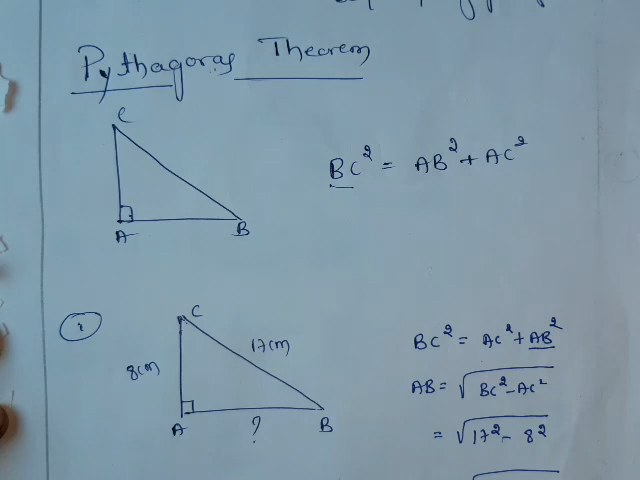 Pythagoras Theorem
C
BC² = AB² + AC²
A B
1
C
8cm 17cm
A ? B
BC² = AC² + AB²
AB = √BC² - AC²
= √17² - 8²